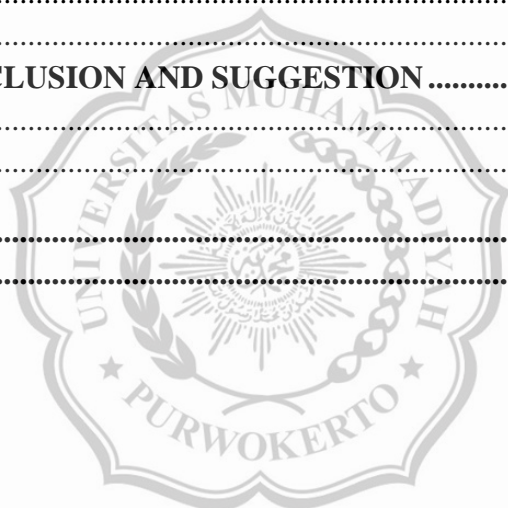 CLUSION AND SUGGESTION ..........
UNIVERSITAS MUHAMMADIYAH
PURWOKERTO